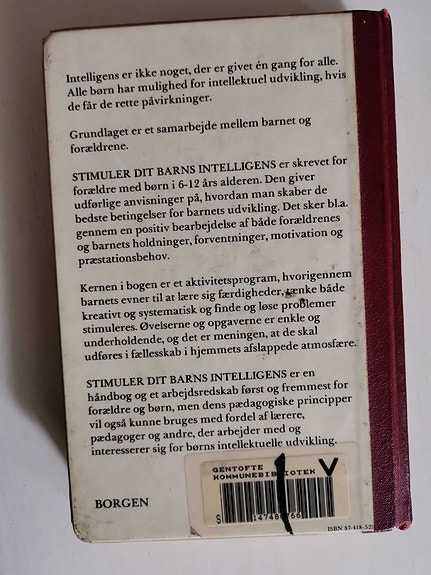 Intelligens er ikke noget, der er givet én gang for alle.
Alle børn har mulighed for intellektuel udvikling, hvis
de får de rette påvirkninger.
Grundlaget er et samarbejde mellem barnet og
forældrene.
STIMULER DIT BARNS INTELLIGENS er skrevet for
forældre med børn i 6-12 års alderen. Den giver
udførlige anvisninger på, hvordan man skaber de
bedste betingelser for barnets udvikling. Det sker bl.a.
gennem en positiv bearbejdelse af både forældrenes
og barnets holdninger, forventninger, motivation og
præstationsbehov.
Kernen i bogen er et aktivitetsprogram, hvorigennem
barnets evner til at lære sig færdigheder, tænke både
kreativt og systematisk og finde og løse problemer
stimuleres. Øvelserne og opgaverne er enkle og
underholdende, og det er meningen, at de skal
udføres i fællesskab i hjemmets afslappede atmosfære.
STIMULER DIT BARNS INTELLIGENS er en
håndbog og et arbejdsredskab først og fremmest for
forældre og børn, men dens pædagogiske principper
vil også kunne bruges med fordel af lærere,
pædagoger og andre, der arbejder med og
interesserer sig for børns intellektuelle udvikling.
GENTOFTE
KOMMUNEBIBLIOTEK
V
BORGEN
ISBN 87-418-52